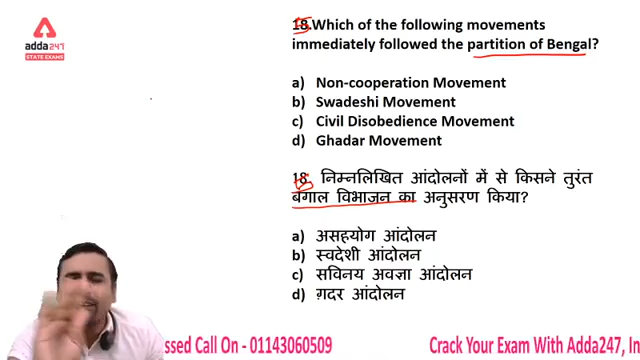 adda247
STATE EXAMS
18.Which of the following movements
immediately followed the partition of Bengal?
a) Non-cooperation Movement
b) Swadeshi Movement
c) Civil Disobedience Movement
d) Ghadar Movement
18. निम्नलिखित आंदोलनों में से किसने तुरंत
बंगाल विभाजन का अनुसरण किया?
a) असहयोग आंदोलन
b) स्वदेशी आंदोलन
c) सविनय अवज्ञा आंदोलन
d) ग़दर आंदोलन
ssed Call On - 01143060509
Crack Your Exam With Adda247, In